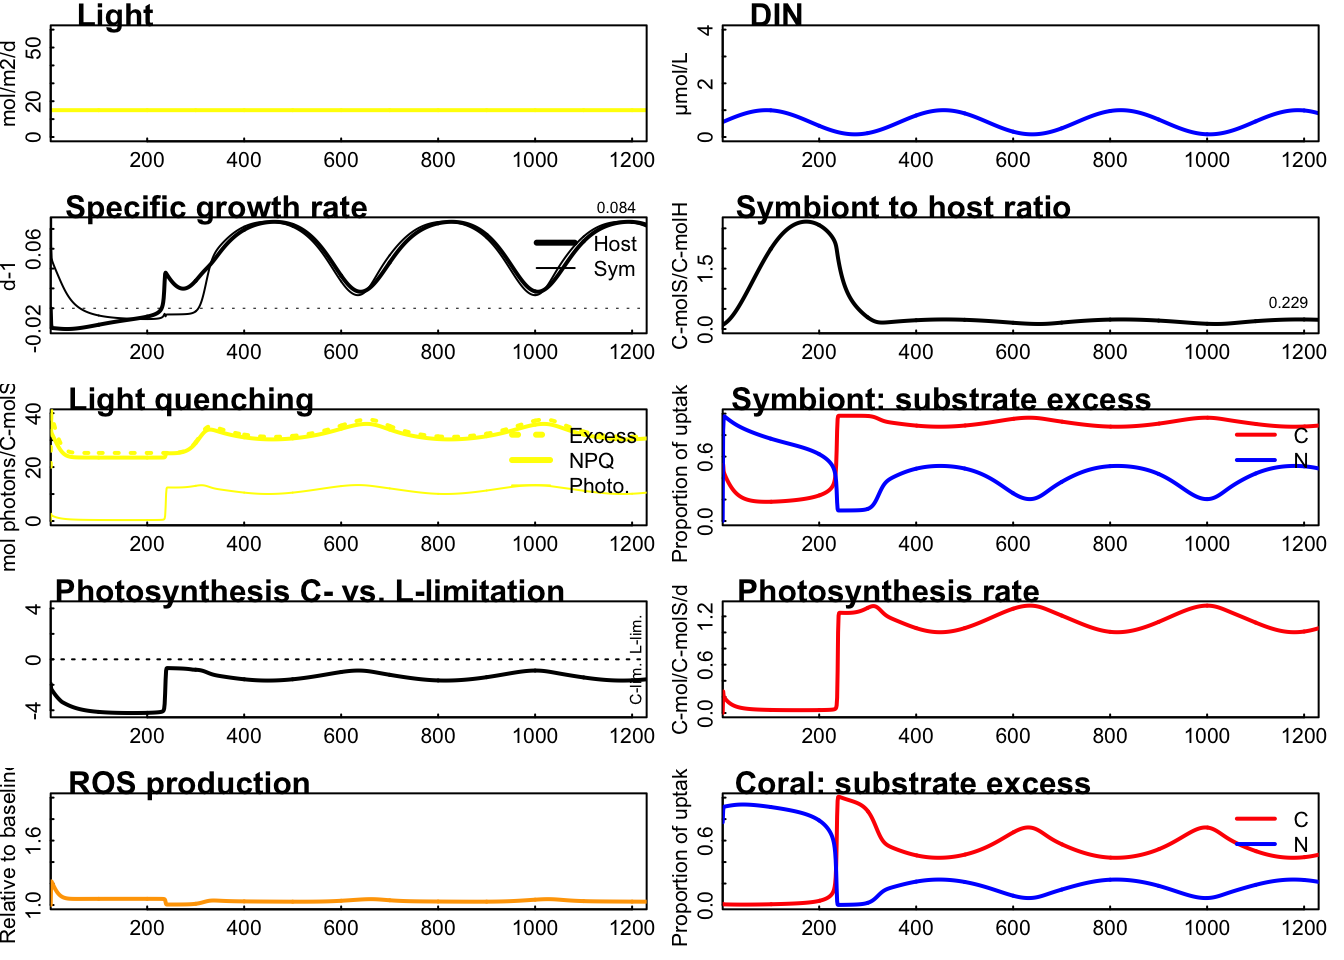 Light
mol/m2/d
0 20 50
200 400 600 800 1000 1200
DIN
µmol/L
0 2 4
200 400 600 800 1000 1200
Specific growth rate
d-1
-0.02 0.06
0.084
Host
Sym
200 400 600 800 1000 1200
Symbiont to host ratio
C-molS/C-molH
0.0 1.5
0.229
200 400 600 800 1000 1200
Light quenching
mol photons/C-molS
0 20 40
Excess
NPQ
Photo.
200 400 600 800 1000 1200
Symbiont: substrate excess
Proportion of uptak
0.0 0.6
C
N
200 400 600 800 1000 1200
Photosynthesis C- vs. L-limitation
-4 0 4
C-lim. L-lim.
200 400 600 800 1000 1200
Photosynthesis rate
C-mol/C-molS/d
0.0 0.6 1.2
200 400 600 800 1000 1200
ROS production
Relative to baseline
1.0 1.6
200 400 600 800 1000 1200
Coral: substrate excess
Proportion of uptak
0.0 0.6
C
N
200 400 600 800 1000 1200